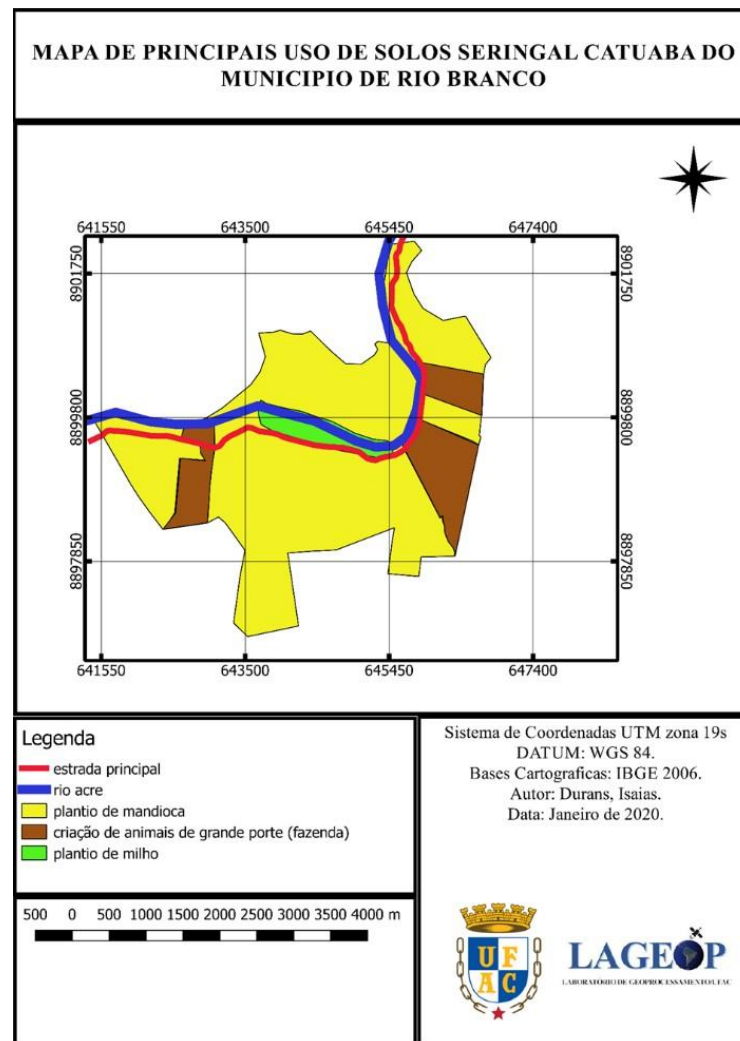 MAPA DE PRINCIPAIS USO DE SOLOS SERINGAL CATUABA DO
MUNICIPIO DE RIO BRANCO
641550 643500 645450 647400
8901750 8901750
8899800 8899800
8897850 8897850
641550 643500 645450 647400
Legenda
estrada principal
rio acre
plantio de mandioca
criação de animais de grande porte (fazenda)
plantio de milho
500 0 500 1000 1500 2000 2500 3000 3500 4000 m
Sistema de Coordenadas UTM zona 19s
DATUM: WGS 84.
Bases Cartograficas: IBGE 2006.
Autor: Durans, Isaias.
Data: Janeiro de 2020.
UF
AC
LAGEOP
LABORATÓRIO DE GEOPROCESSAMENTO/UFAC